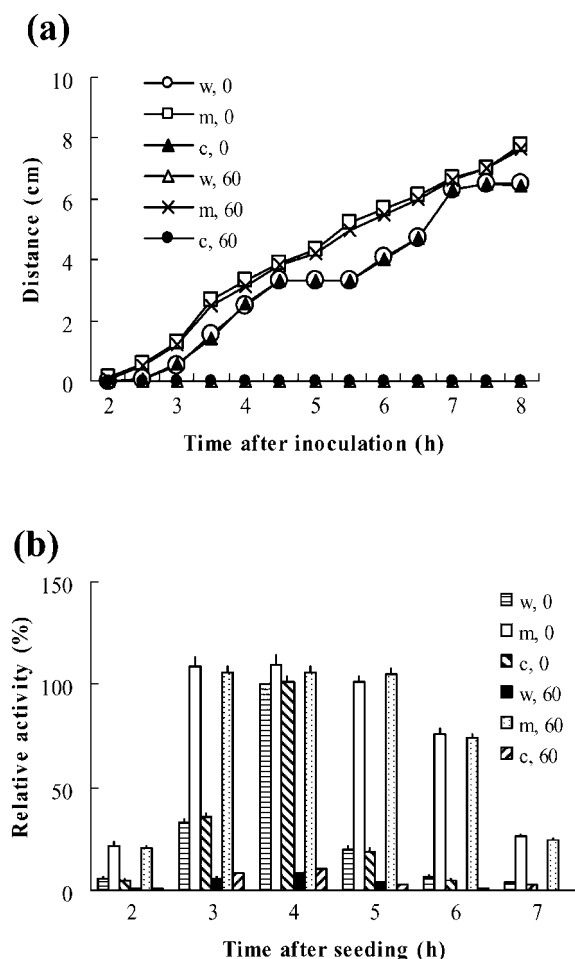 (a)
10
8
6
4
2
0
Distance (cm)
w, 0
m, 0
c, 0
w, 60
m, 60
c, 60
2 3 4 5 6 7 8
Time after inoculation (h)
(b)
150
100
50
0
Relative activity (%)
w, 0
m, 0
c, 0
w, 60
m, 60
c, 60
2 3 4 5 6 7
Time after seeding (h)